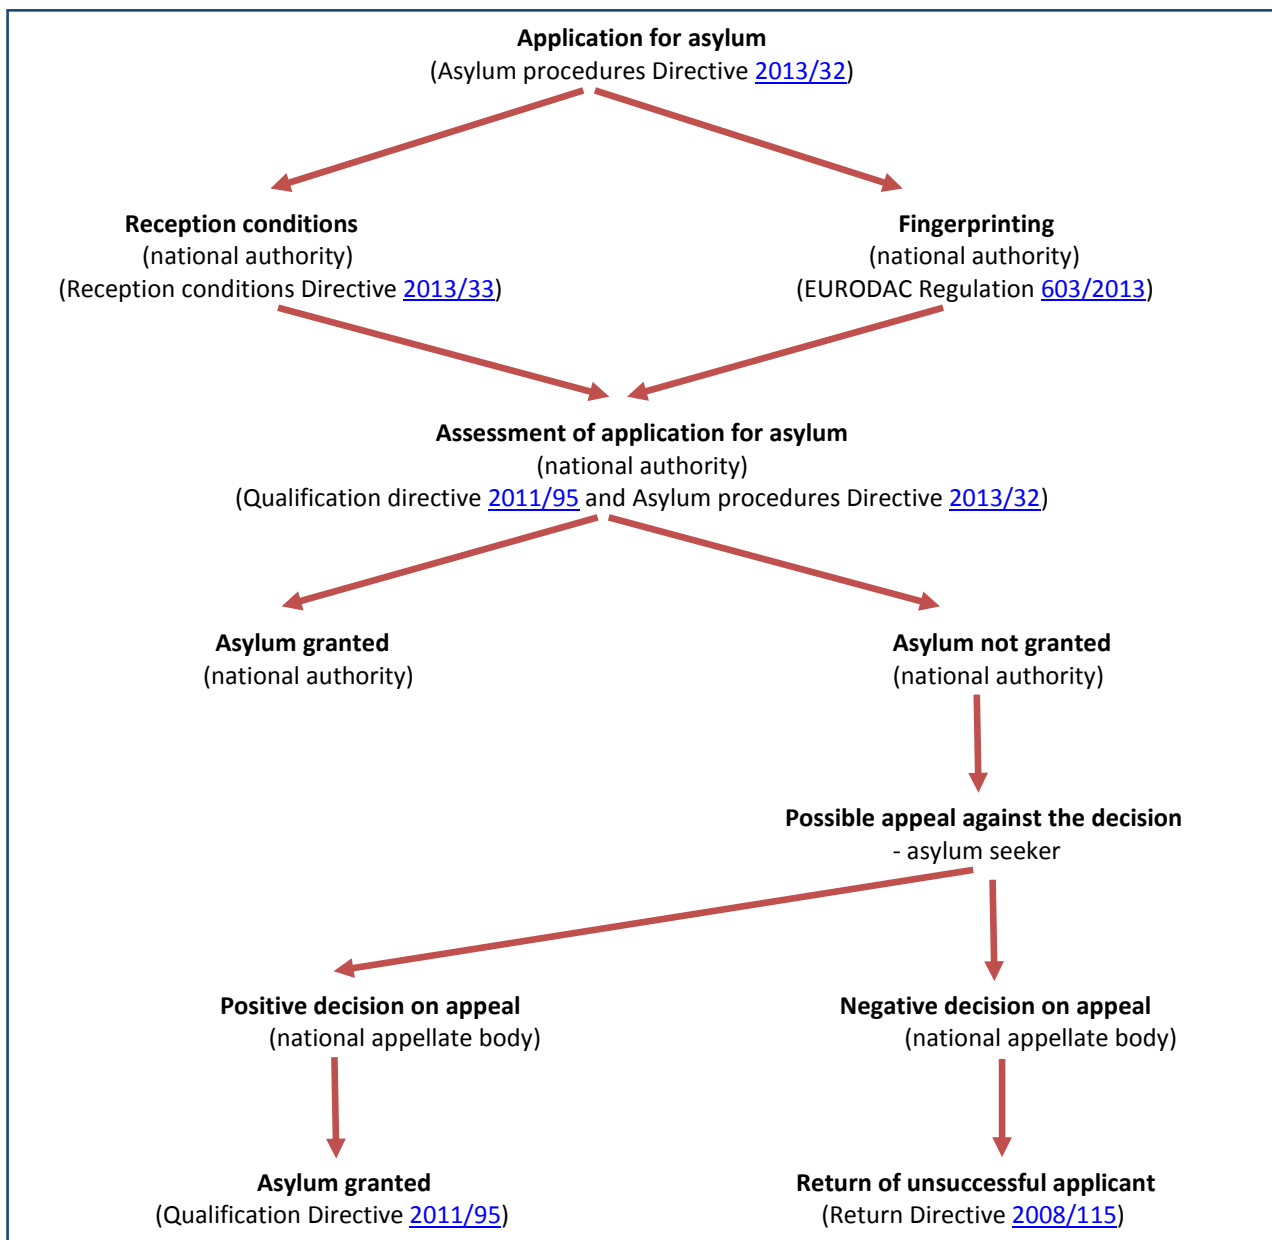 Application for asylum
(Asylum procedures Directive 2013/32)
Reception conditions
(national authority)
(Reception conditions Directive 2013/33)
Fingerprinting
(national authority)
(EURODAC Regulation 603/2013)
Assessment of application for asylum
(national authority)
(Qualification directive 2011/95 and Asylum procedures Directive 2013/32)
Asylum granted
(national authority)
Asylum not granted
(national authority)
Possible appeal against the decision
- asylum seeker
Positive decision on appeal
(national appellate body)
Negative decision on appeal
(national appellate body)
Asylum granted
(Qualification Directive 2011/95)
Return of unsuccessful applicant
(Return Directive 2008/115)